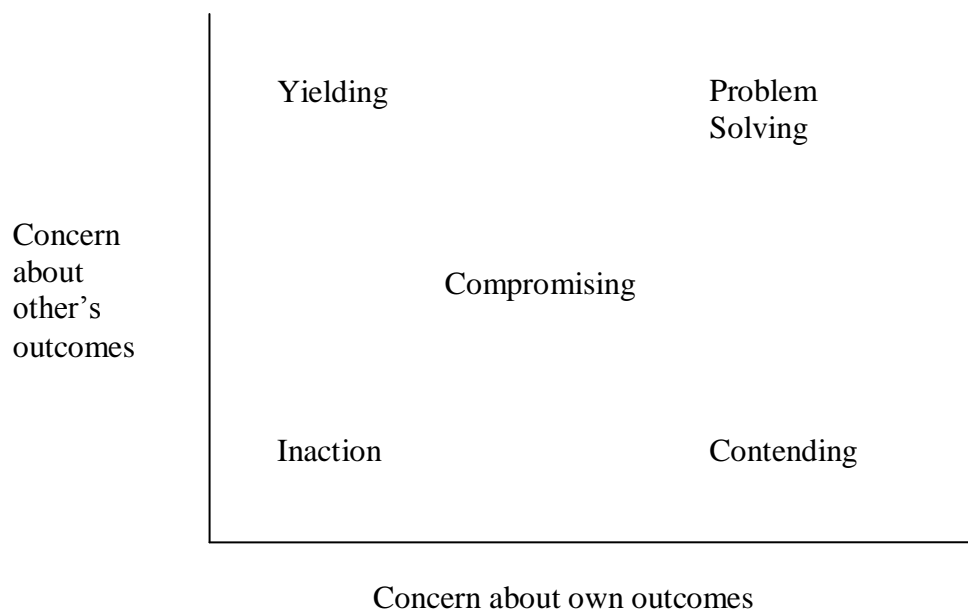 Yielding
Problem
Solving
Concern
about
other’s
outcomes
Compromising
Inaction
Contending
Concern about own outcomes